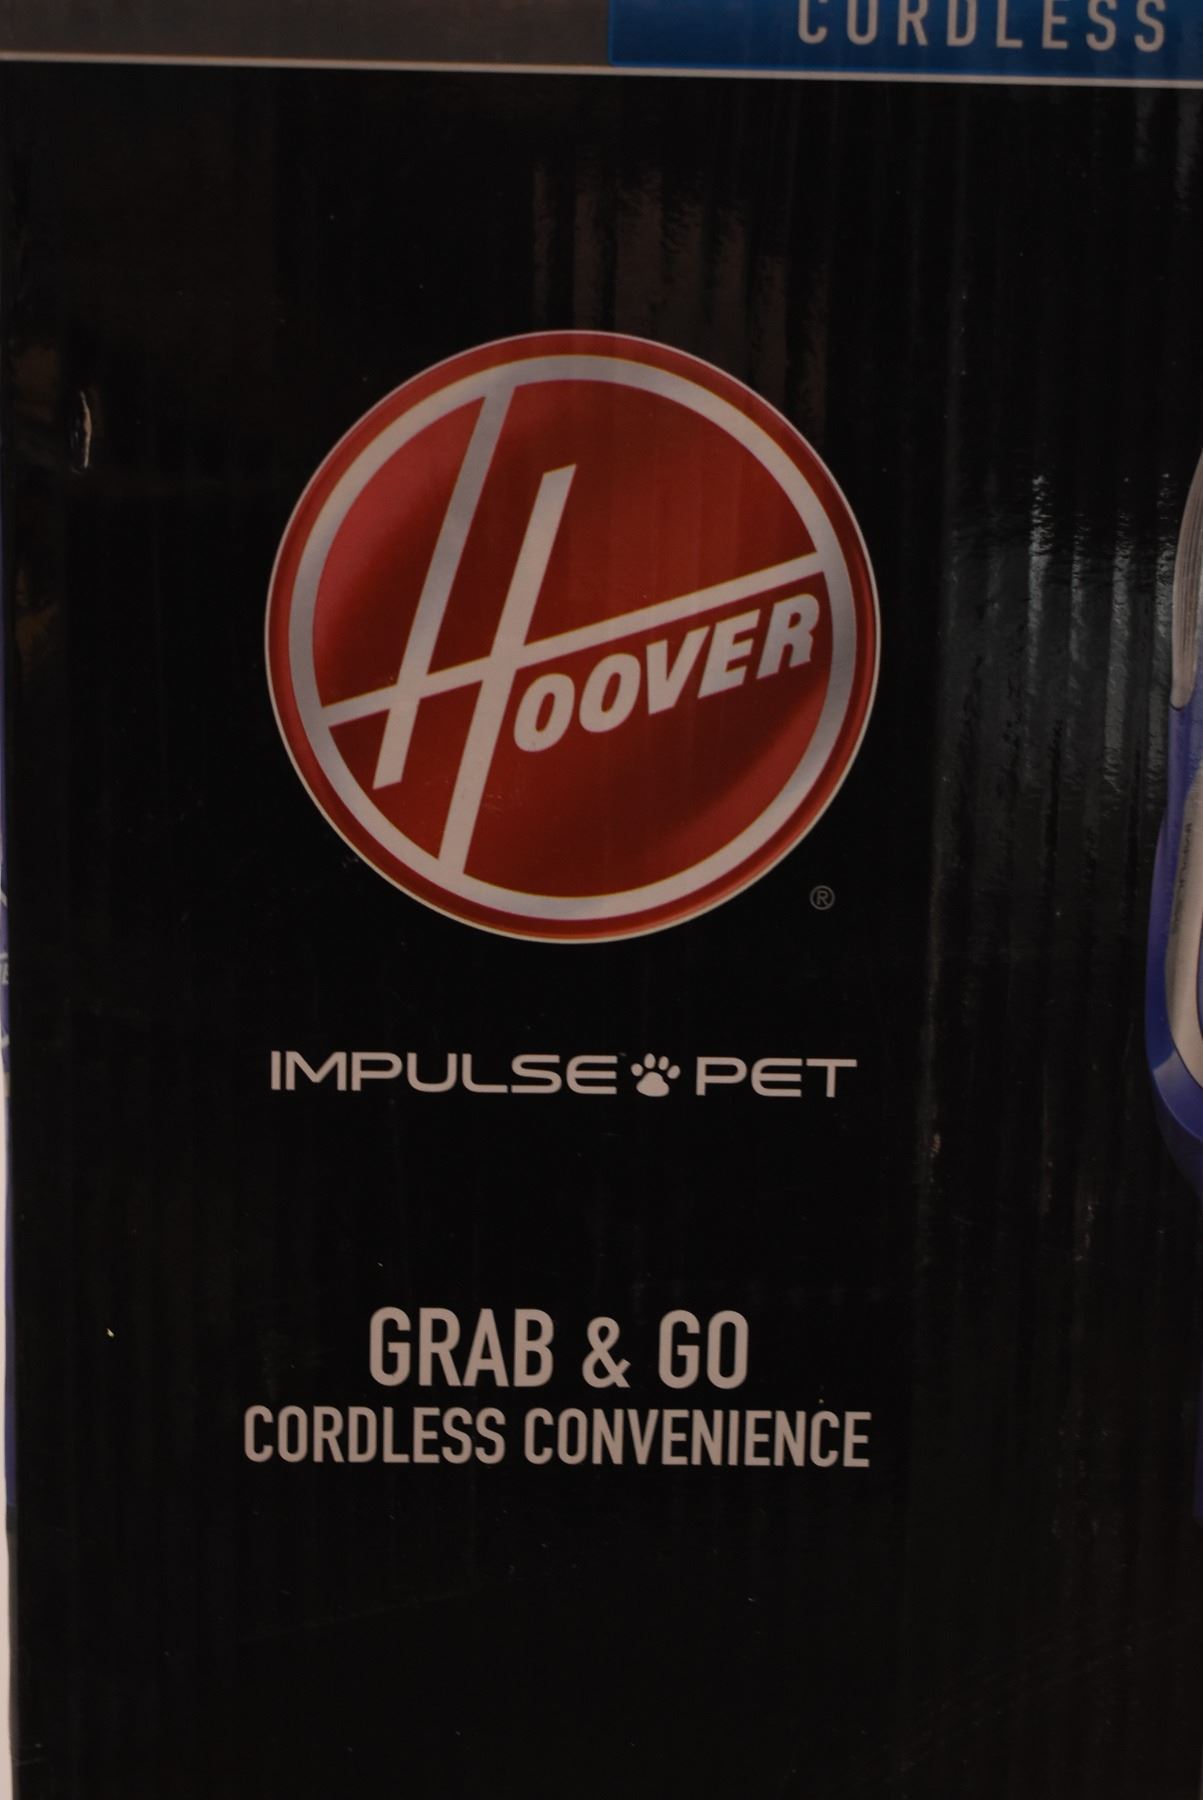 CORDLESS
HOOVER
®
IMPULSE PET
GRAB & GO
CORDLESS CONVENIENCE